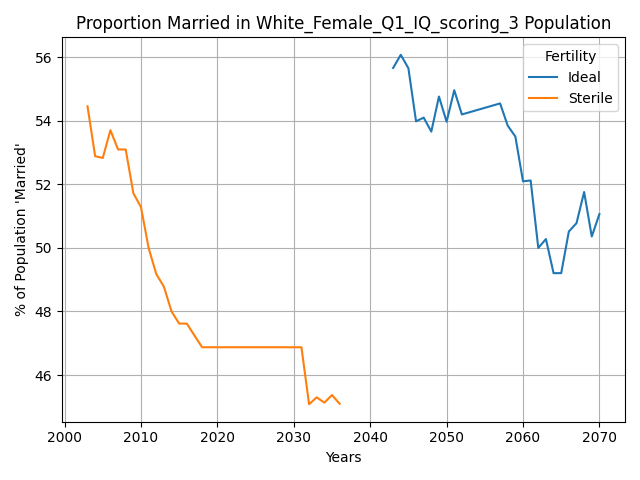 Proportion Married in White_Female_Q1_IQ_scoring_3 Population
Fertility
Ideal
Sterile
% of Population 'Married'
56
54
52
50
48
46
2000
2010
2020
2030
2040
2050
2060
2070
Years